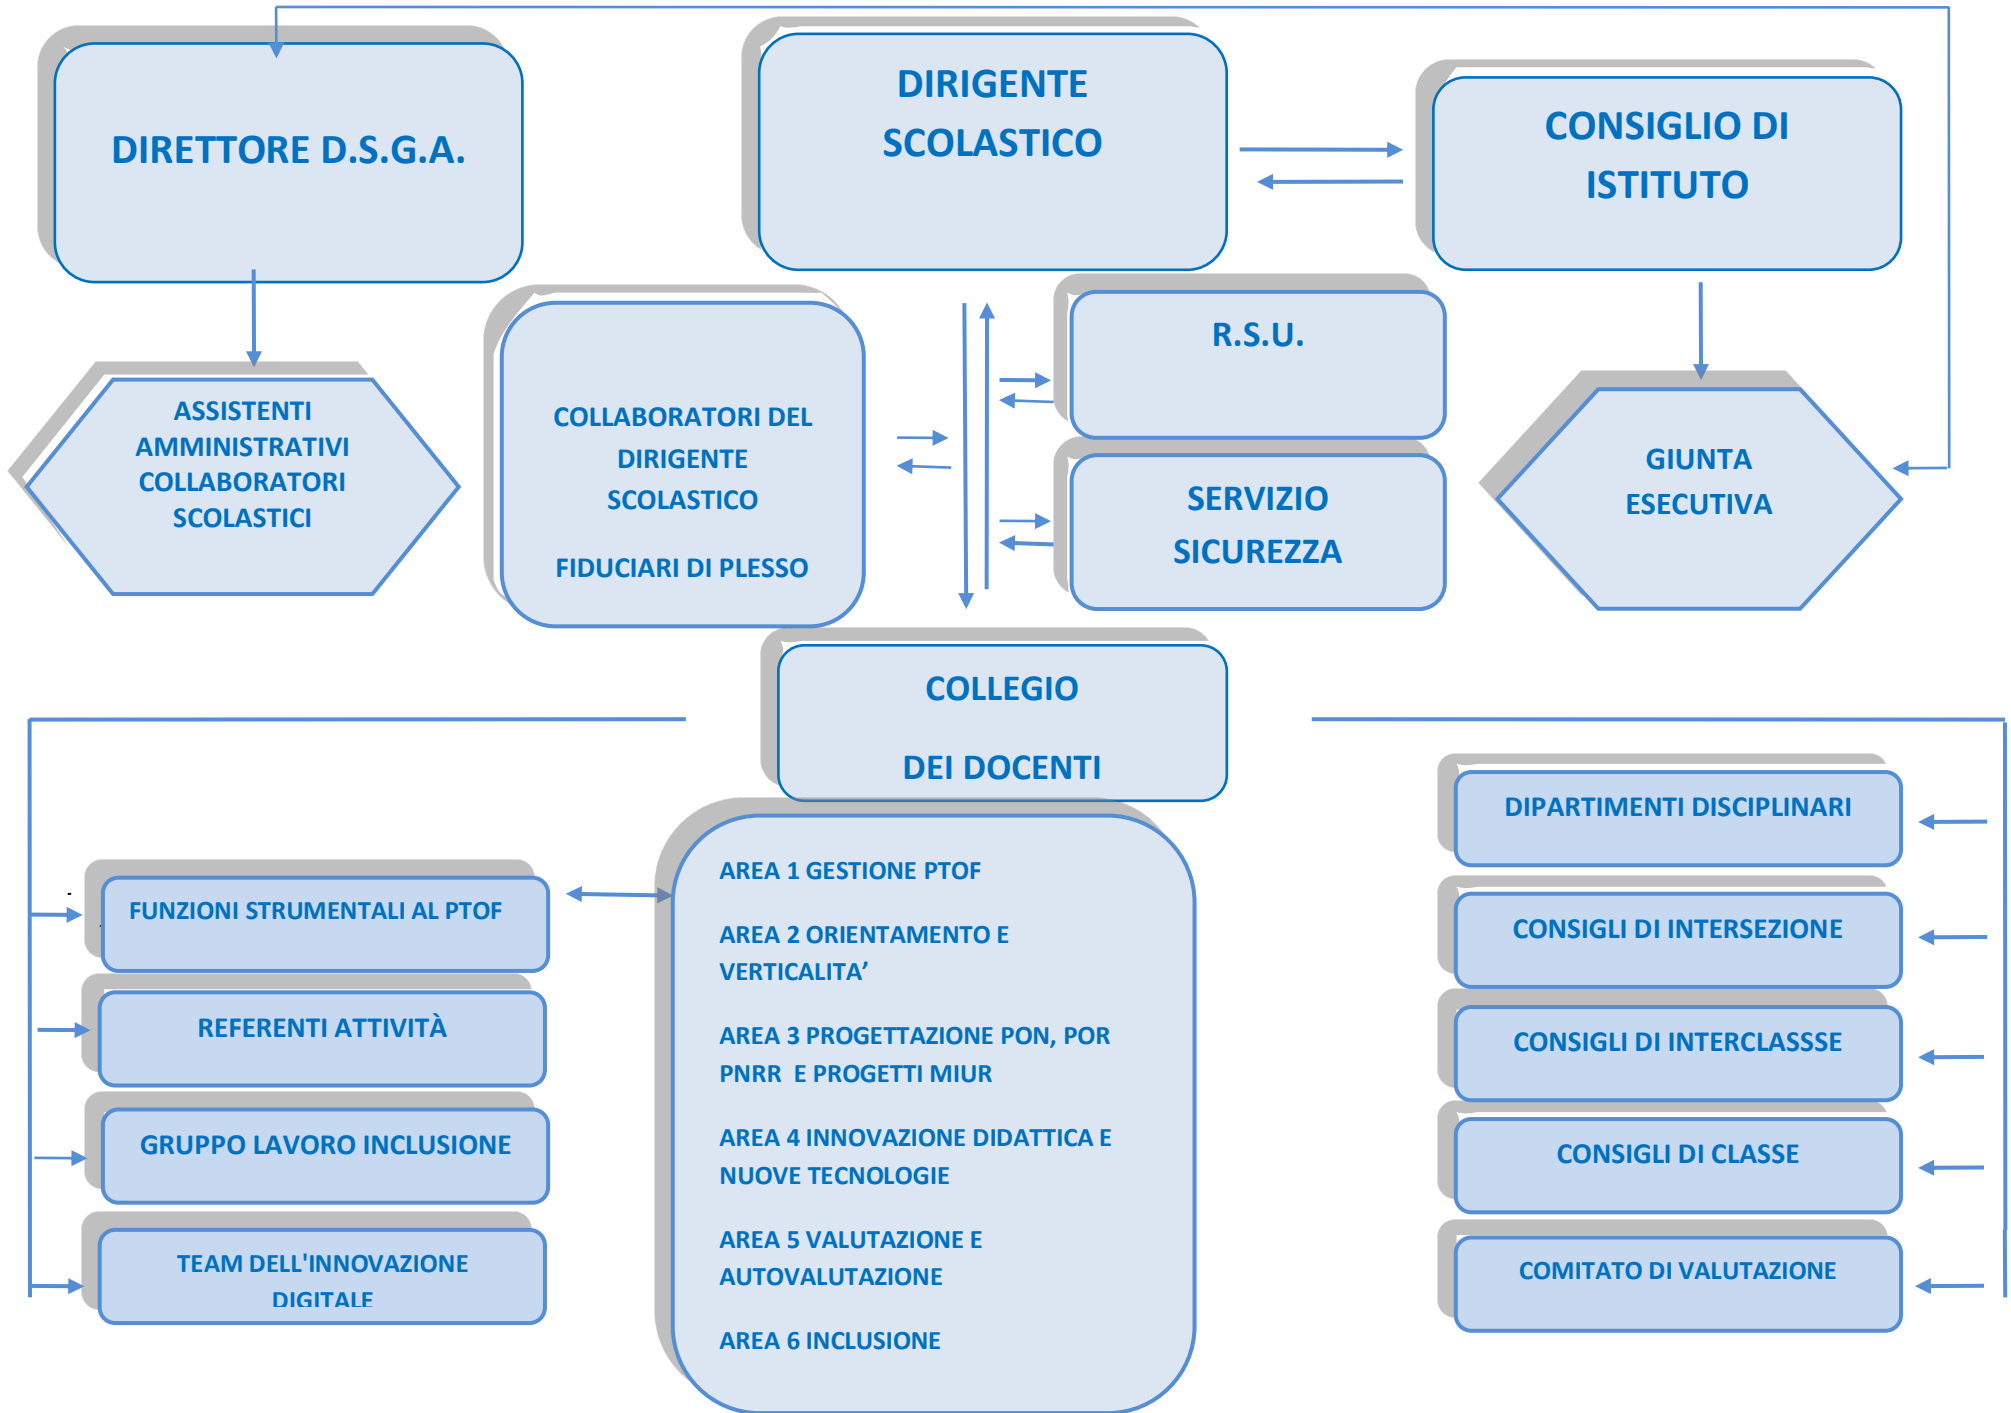 DIRETTORE D.S.G.A.
DIRIGENTE
SCOLASTICO
CONSIGLIO DI
ISTITUTO
ASSISTENTI
AMMINISTRATIVI
COLLABORATORI
SCOLASTICI
COLLABORATORI DEL
DIRIGENTE
SCOLASTICO
FIDUCIARI DI PLESSO
R.S.U.
SERVIZIO
SICUREZZA
GIUNTA
ESECUTIVA
COLLEGIO
DEI DOCENTI
FUNZIONI STRUMENTALI AL PTOF
REFERENTI ATTIVITÀ
GRUPPO LAVORO INCLUSIONE
TEAM DELL'INNOVAZIONE
DIGITALE
AREA 1 GESTIONE PTOF
AREA 2 ORIENTAMENTO E
VERTICALITA’
AREA 3 PROGETTAZIONE PON, POR
PNRR  E PROGETTI MIUR
AREA 4 INNOVAZIONE DIDATTICA E
NUOVE TECNOLOGIE
AREA 5 VALUTAZIONE E
AUTOVALUTAZIONE
AREA 6 INCLUSIONE
DIPARTIMENTI DISCIPLINARI
CONSIGLI DI INTERSEZIONE
CONSIGLI DI INTERCLASSSE
CONSIGLI DI CLASSE
COMITATO DI VALUTAZIONE